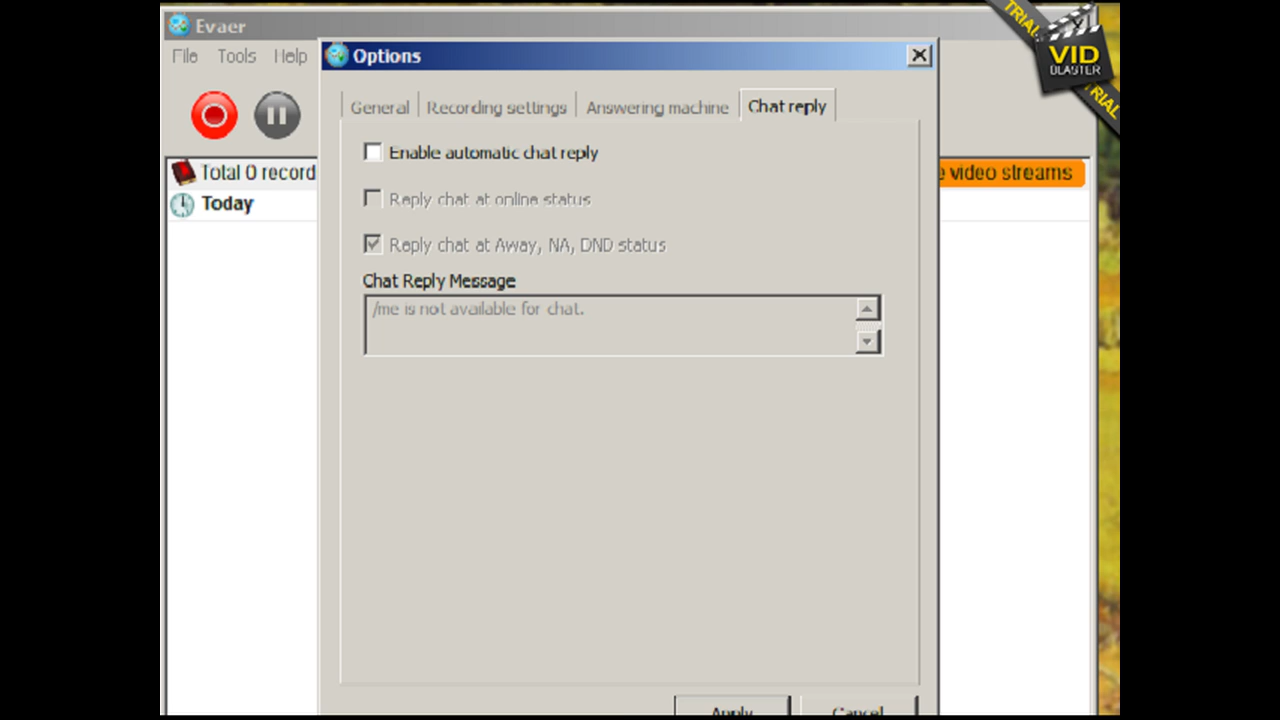 Evaer
File Tools Help
Options
General Recording settings Answering machine Chat reply
Enable automatic chat reply
Reply chat at online status
Reply chat at Away, NA, DND status
Chat Reply Message
/me is not available for chat.
Total 0 record
e video streams
Today
Apply Cancel
TRIAL
VID
BLASTER
TRIAL